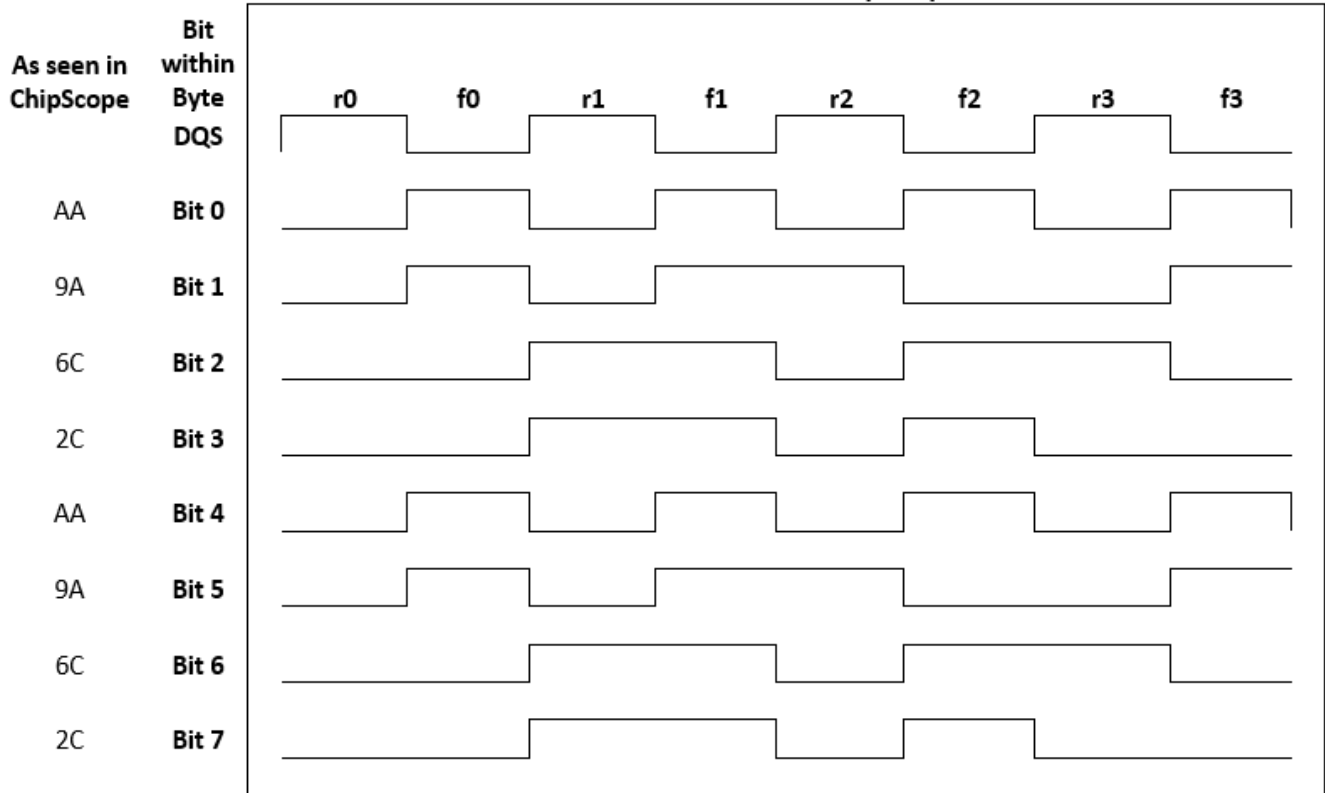 Bit
As seen in within
ChipScope Byte r0 f0 r1 f1 r2 f2 r3 f3
DQS
AA Bit 0
9A Bit 1
6C Bit 2
2C Bit 3
AA Bit 4
9A Bit 5
6C Bit 6
2C Bit 7